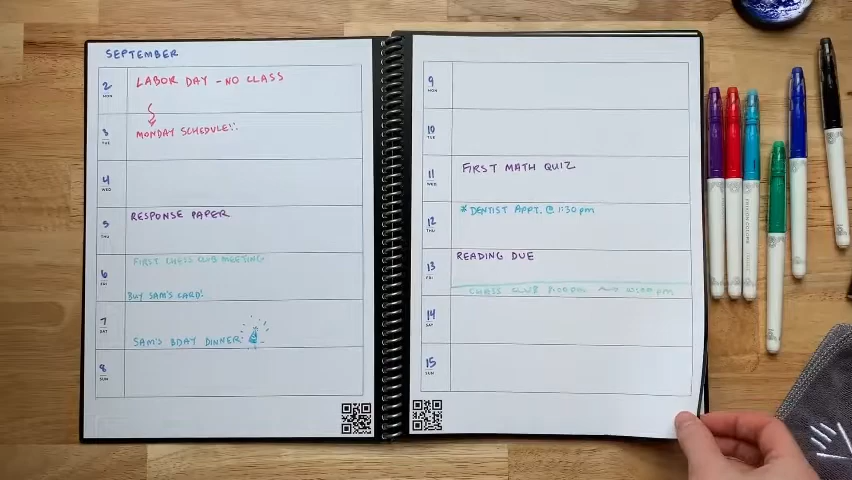 SEPTEMBER
2
MON
LABOR DAY - NO CLASS
3
TUE
MONDAY SCHEDULE!!
4
WED
5
THU
RESPONSE PAPER
6
FRI
FIRST CHESS CLUB MEETING
BUY SAM'S CARD!
7
SAT
SAM'S BDAY DINNER
8
SUN
9
MON
10
TUE
11
WED
FIRST MATH QUIZ
12
THU
* DENTIST APPT. @ 1:30 pm
13
FRI
READING DUE
CHESS CLUB
14
SAT
15
SUN